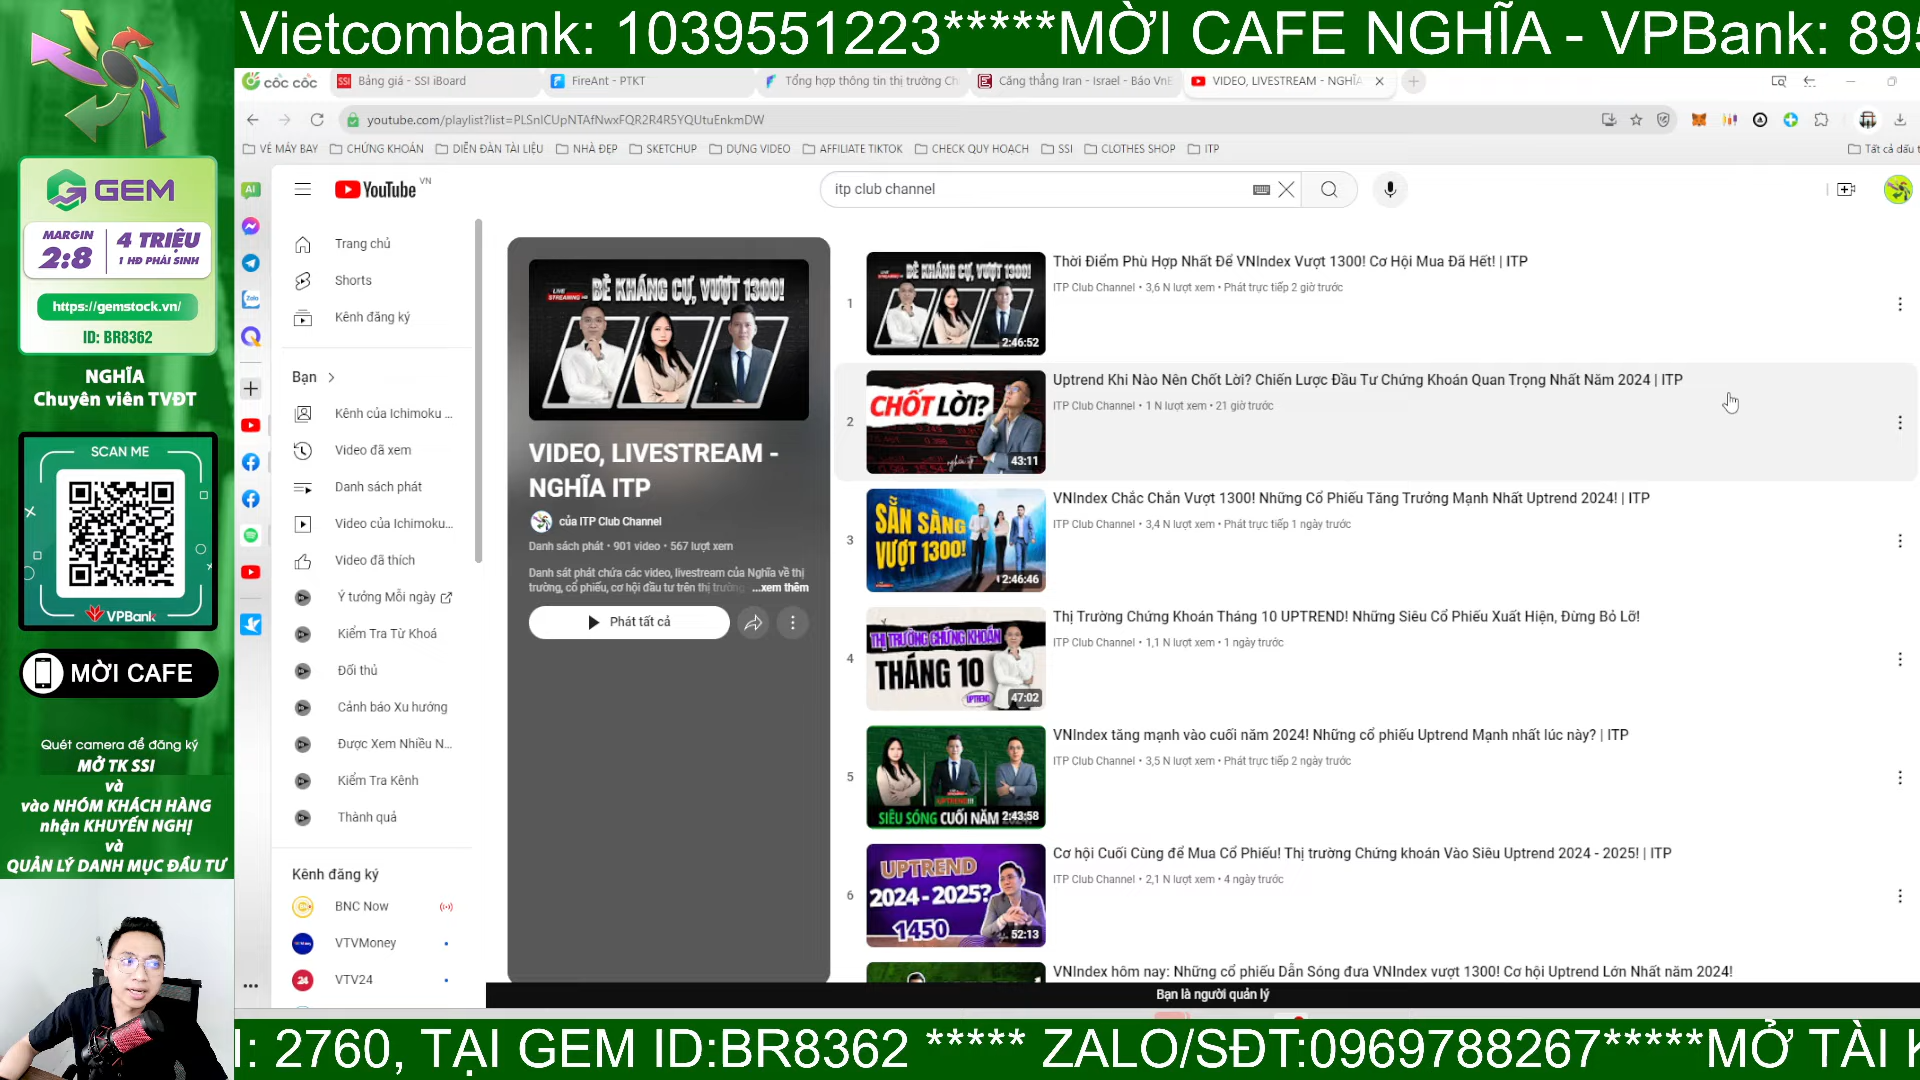 Vietcombank: 1039551223*****MỜI CAFE NGHĨA - VPBank: 895
GEM
MARGIN
2:8
4 TRIỆU
1 HĐ PHÁI SINH
https://gemstock.vn/
ID: BR8362
NGHĨA
Chuyên viên TVĐT
SCAN ME
VPBank
MỜI CAFE
Quét camera để đăng ký
MỞ TK SSI
và
vào NHÓM KHÁCH HÀNG
nhận KHUYẾN NGHỊ
và
QUẢN LÝ DANH MỤC ĐẦU TƯ
cốc cốc
SSI Bảng giá - SSI iBoard
FireAnt - PTKT
Tổng hợp thông tin thị trường Ch
Căng thẳng Iran - Israel - Báo VnE
VIDEO, LIVESTREAM - NGHĨA
youtube.com/playlist?list=PLSnlCUpNTAfNwxFQR2R4R5YQUtuEnkmDW
VÉ MÁY BAY
CHỨNG KHOÁN
DIỄN ĐÀN TÀI LIỆU
NHÀ ĐẸP
SKETCHUP
DỰNG VIDEO
AFFILIATE TIKTOK
CHECK QUY HOẠCH
SSI
CLOTHES SHOP
ITP
Tất cả dấu t
AI
Zalo
YouTube VN
itp club channel
Trang chủ
Shorts
Kênh đăng ký
Bạn
Kênh của Ichimoku ...
Video đã xem
Danh sách phát
Video của Ichimoku...
Video đã thích
Ý tưởng Mỗi ngày
Kiểm Tra Từ Khoá
Đối thủ
Cảnh báo Xu hướng
Được Xem Nhiều N...
Kiểm Tra Kênh
Thành quả
Kênh đăng ký
BNC Now
VTVMoney
24 VTV24
LIVE STREAMING
BẺ KHÁNG CỰ, VƯỢT 1300!
VIDEO, LIVESTREAM -
NGHĨA ITP
của ITP Club Channel
Danh sách phát • 901 video • 567 lượt xem
Danh sát phát chứa các video, livestream của Nghĩa về thị
trường, cổ phiếu, cơ hội đầu tư trên thị trường ...xem thêm
Phát tất cả
1
BẺ KHÁNG CỰ, VƯỢT 1300!
2:46:52
Thời Điểm Phù Hợp Nhất Để VNIndex Vượt 1300! Cơ Hội Mua Đã Hết! | ITP
ITP Club Channel • 3,6 N lượt xem • Phát trực tiếp 2 giờ trước
2
CHỐT LỜI?
43:11
Uptrend Khi Nào Nên Chốt Lời? Chiến Lược Đầu Tư Chứng Khoán Quan Trọng Nhất Năm 2024 | ITP
ITP Club Channel • 1 N lượt xem • 21 giờ trước
3
SẴN SÀNG
VƯỢT 1300!
2:46:46
VNIndex Chắc Chắn Vượt 1300! Những Cổ Phiếu Tăng Trưởng Mạnh Nhất Uptrend 2024! | ITP
ITP Club Channel • 3,4 N lượt xem • Phát trực tiếp 1 ngày trước
4
THỊ TRƯỜNG CHỨNG KHOÁN
THÁNG 10
UPTREND
47:02
Thị Trường Chứng Khoán Tháng 10 UPTREND! Những Siêu Cổ Phiếu Xuất Hiện, Đừng Bỏ Lỡ!
ITP Club Channel • 1,1 N lượt xem • 1 ngày trước
5
UPTREND!!!
SIÊU SÓNG CUỐI NĂM
2:43:58
VNIndex tăng mạnh vào cuối năm 2024! Những cổ phiếu Uptrend Mạnh nhất lúc này? | ITP
ITP Club Channel • 3,5 N lượt xem • Phát trực tiếp 2 ngày trước
6
UPTREND
2024 - 2025?
1450
52:13
Cơ hội Cuối Cùng để Mua Cổ Phiếu! Thị trường Chứng khoán Vào Siêu Uptrend 2024 - 2025! | ITP
ITP Club Channel • 2,1 N lượt xem • 4 ngày trước
VNIndex hôm nay: Những cổ phiếu Dẫn Sóng đưa VNIndex vượt 1300! Cơ hội Uptrend Lớn Nhất năm 2024!
Bạn là người quản lý
I: 2760, TẠI GEM ID:BR8362 ***** ZALO/SĐT:0969788267*****MỞ TÀI K